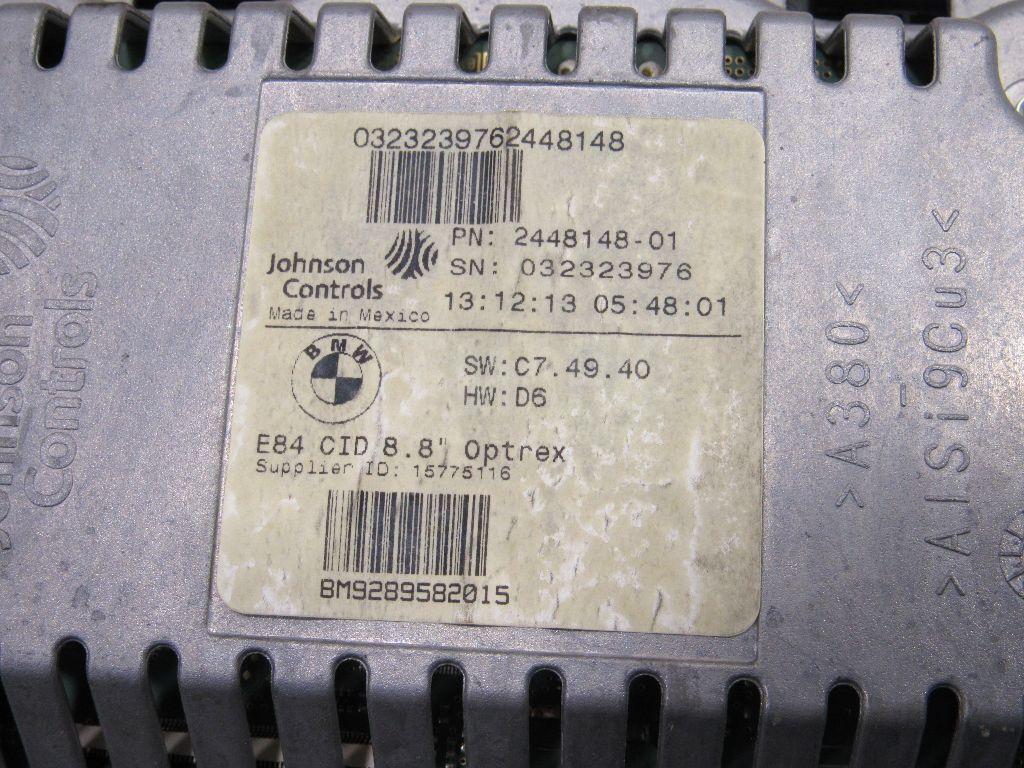 0323239762448148
PN: 2448148-01
SN: 032323976
Johnson
Controls
13:12:13 05:48:01
Made in Mexico
BMW
SW:C7.49.40
HW:D6
E84 CID 8.8" Optrex
Supplier ID: 15775116
BM9289582015
Johnson
Controls
>A380<
>AlSi9Cu3<